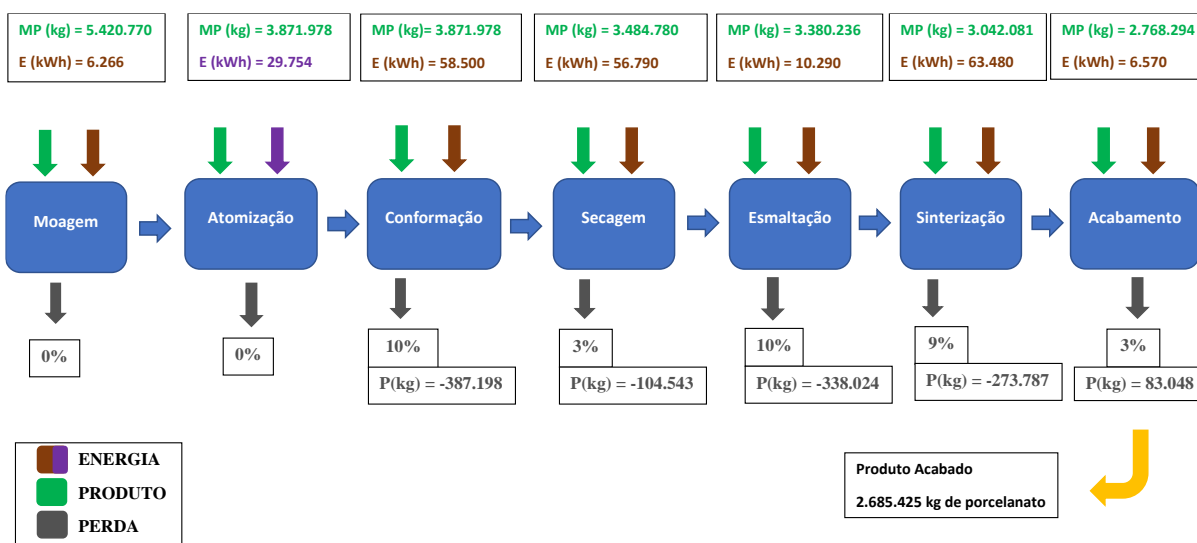 MP (kg) = 5.420.770
E (kWh) = 6.266
MP (kg) = 3.871.978
E (kWh) = 29.754
MP (kg)= 3.871.978
E (kWh) = 58.500
MP (kg) = 3.484.780
E (kWh) = 56.790
MP (kg) = 3.380.236
E (kWh) = 10.290
MP (kg) = 3.042.081
E (kWh) = 63.480
MP (kg) = 2.768.294
E (kWh) = 6.570
Moagem
Atomização
Conformação
Secagem
Esmaltação
Sinterização
Acabamento
0%
0%
10%
P(kg) = -387.198
3%
P(kg) = -104.543
10%
P(kg) = -338.024
9%
P(kg) = -273.787
3%
P(kg) = 83.048
ENERGIA
PRODUTO
PERDA
Produto Acabado
2.685.425 kg de porcelanato